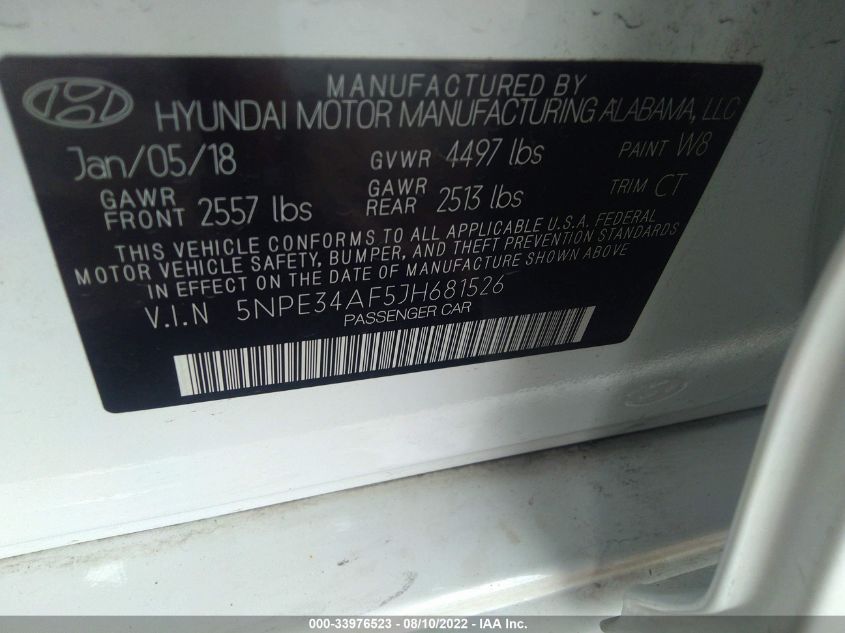 MANUFACTURED BY
HYUNDAI MOTOR MANUFACTURING ALABAMA, LLC
Jan/05/18 GVWR 4497 lbs PAINT W8
GAWR FRONT 2557 lbs GAWR REAR 2513 lbs TRIM CT
THIS VEHICLE CONFORMS TO ALL APPLICABLE U.S.A. FEDERAL
MOTOR VEHICLE SAFETY, BUMPER, AND THEFT PREVENTION STANDARDS
IN EFFECT ON THE DATE OF MANUFACTURE SHOWN ABOVE
V.I.N 5NPE34AF5JH681526
PASSENGER CAR
000-33976523 - 08/10/2022 - IAA Inc.